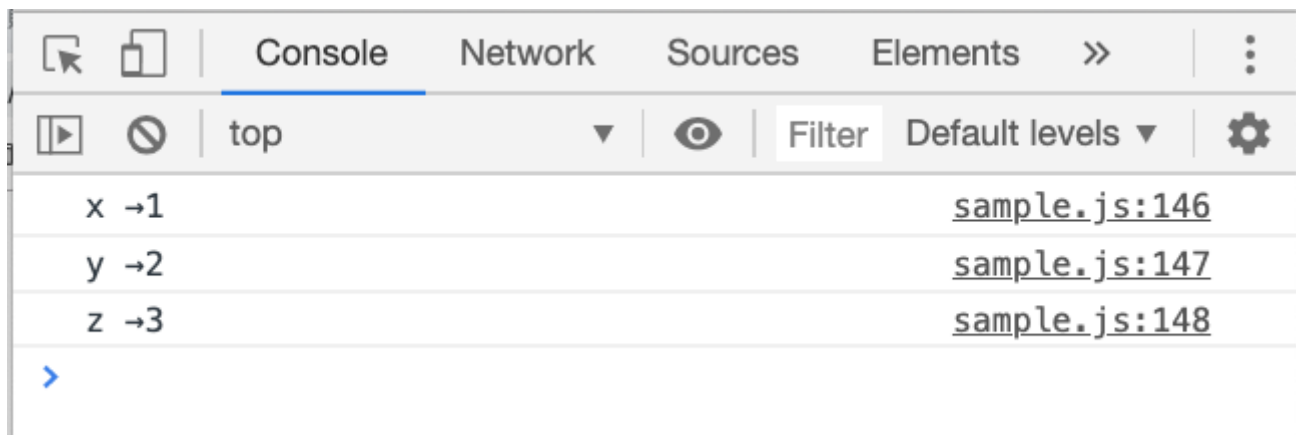 Console Network Sources Elements »
top ▼ Filter Default levels ▼
x →1 sample.js:146
y →2 sample.js:147
z →3 sample.js:148
>